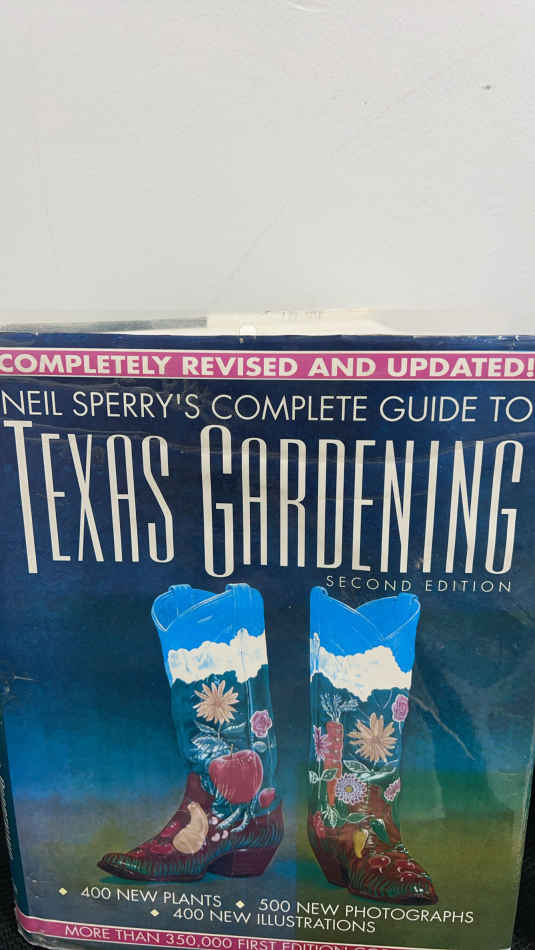 COMPLETELY REVISED AND UPDATED!
NEIL SPERRY'S COMPLETE GUIDE TO
TEXAS GARDENING
SECOND EDITION
400 NEW PLANTS ◆ 500 NEW PHOTOGRAPHS
◆ 400 NEW ILLUSTRATIONS
MORE THAN 350,000 FIRST EDITION